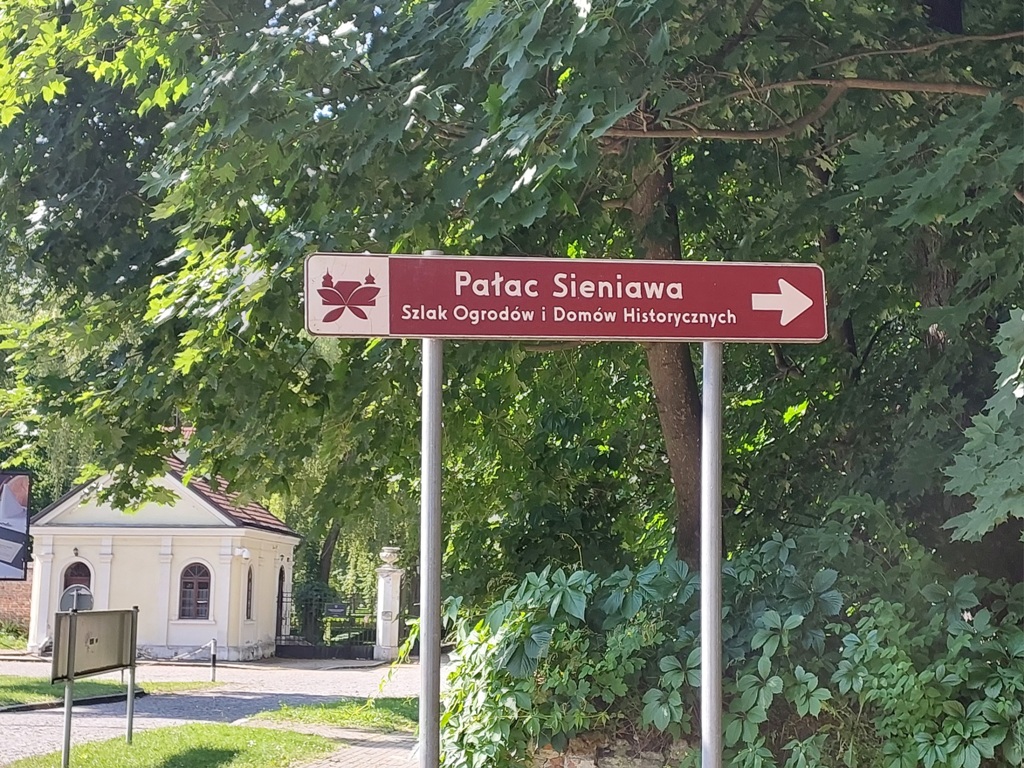 Pałac Sieniawa
Szlak Ogrodów i Domów Historycznych